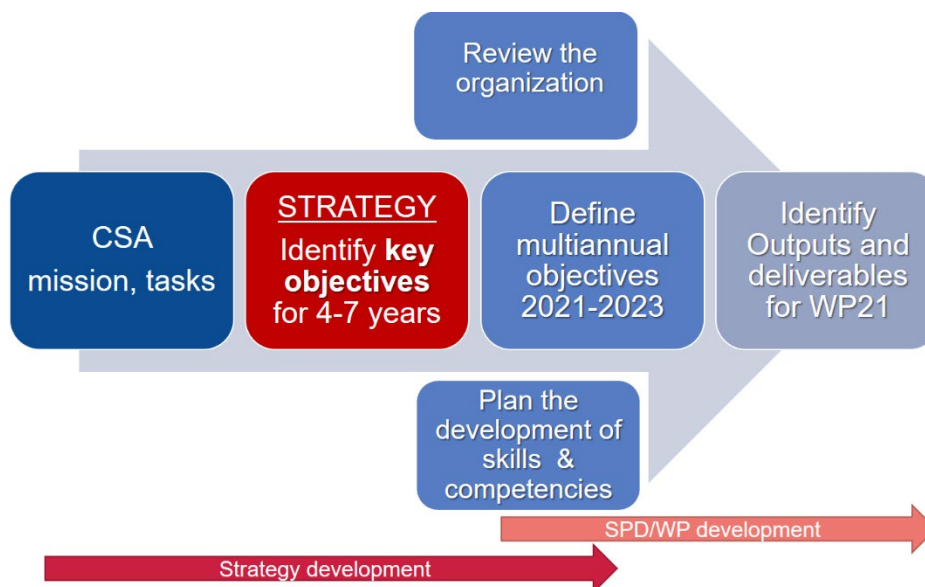 Review the
organization
CSA
mission, tasks
STRATEGY
Identify key
objectives
for 4-7 years
Define
multiannual
objectives
2021-2023
Identify
Outputs and
deliverables
for WP21
Plan the
development of
skills & 
competencies
SPD/WP development
Strategy development